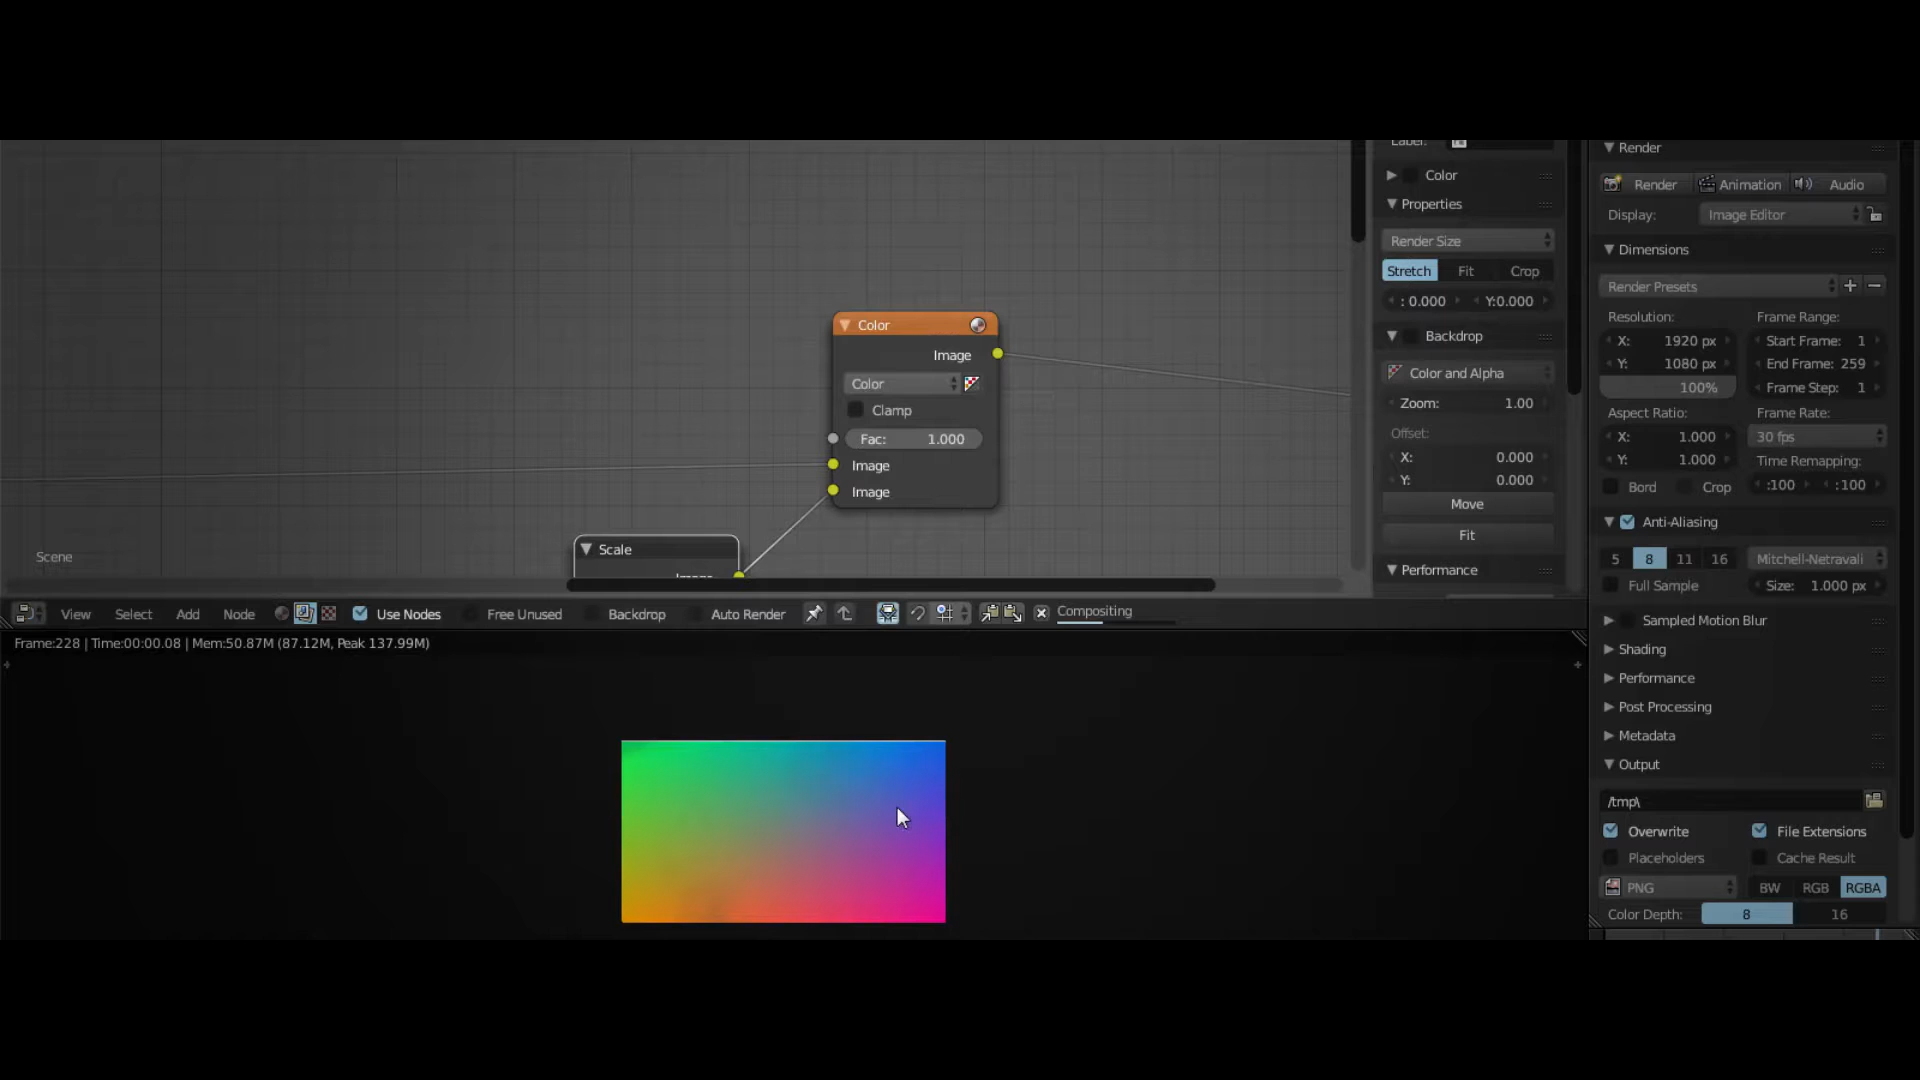 Color
Image
Color
Clamp
Fac: 1.000
Image
Image
Scale
Scene
Label:
Color
Properties
Render Size
Stretch Fit Crop
: 0.000 Y:0.000
Backdrop
Color and Alpha
Zoom: 1.00
Offset:
X: 0.000
Y: 0.000
Move
Fit
Performance
View Select Add Node Use Nodes Free Unused Backdrop Auto Render Compositing
Frame:228 | Time:00:00.08 | Mem:50.87M (87.12M, Peak 137.99M)
Render
Render Animation Audio
Display: Image Editor
Dimensions
Render Presets
Resolution: Frame Range:
X: 1920 px Start Frame: 1
Y: 1080 px End Frame: 259
100% Frame Step: 1
Aspect Ratio: Frame Rate:
X: 1.000 30 fps
Y: 1.000 Time Remapping:
Bord Crop :100 :100
Anti-Aliasing
5 8 11 16 Mitchell-Netravali
Full Sample Size: 1.000 px
Sampled Motion Blur
Shading
Performance
Post Processing
Metadata
Output
/tmp\
Overwrite File Extensions
Placeholders Cache Result
PNG BW RGB RGBA
Color Depth: 8 16